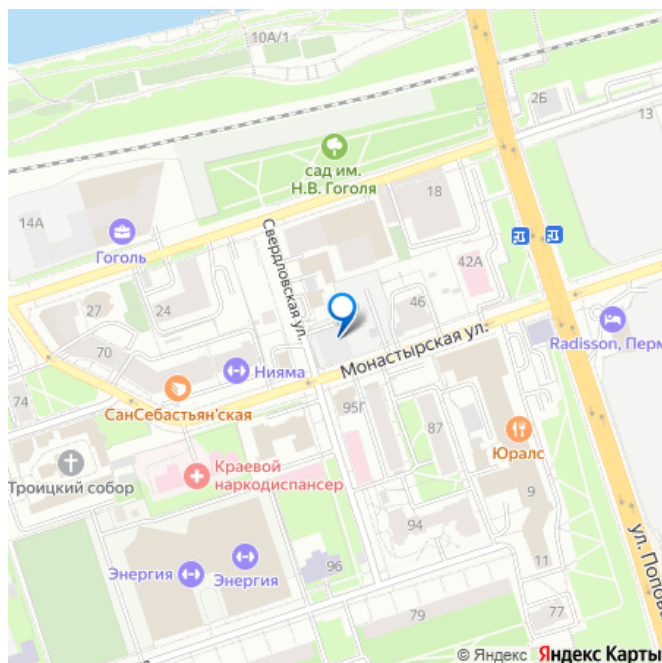 10А/1
2Б
13
сад им.
Н.В. Гоголя
18
14А
Гоголь
Свердловская ул.
42А
27
24
46
Radisson, Перм
70
Монастырская ул.
Нияма
74
СанСебастьян'ская
95Г
87
Юралс
Троицкий собор
Краевой
наркодиспансер
9
94
Энергия
Энергия
96
11
ул. Попова
79
77
© Яндекс Яндекс Карты